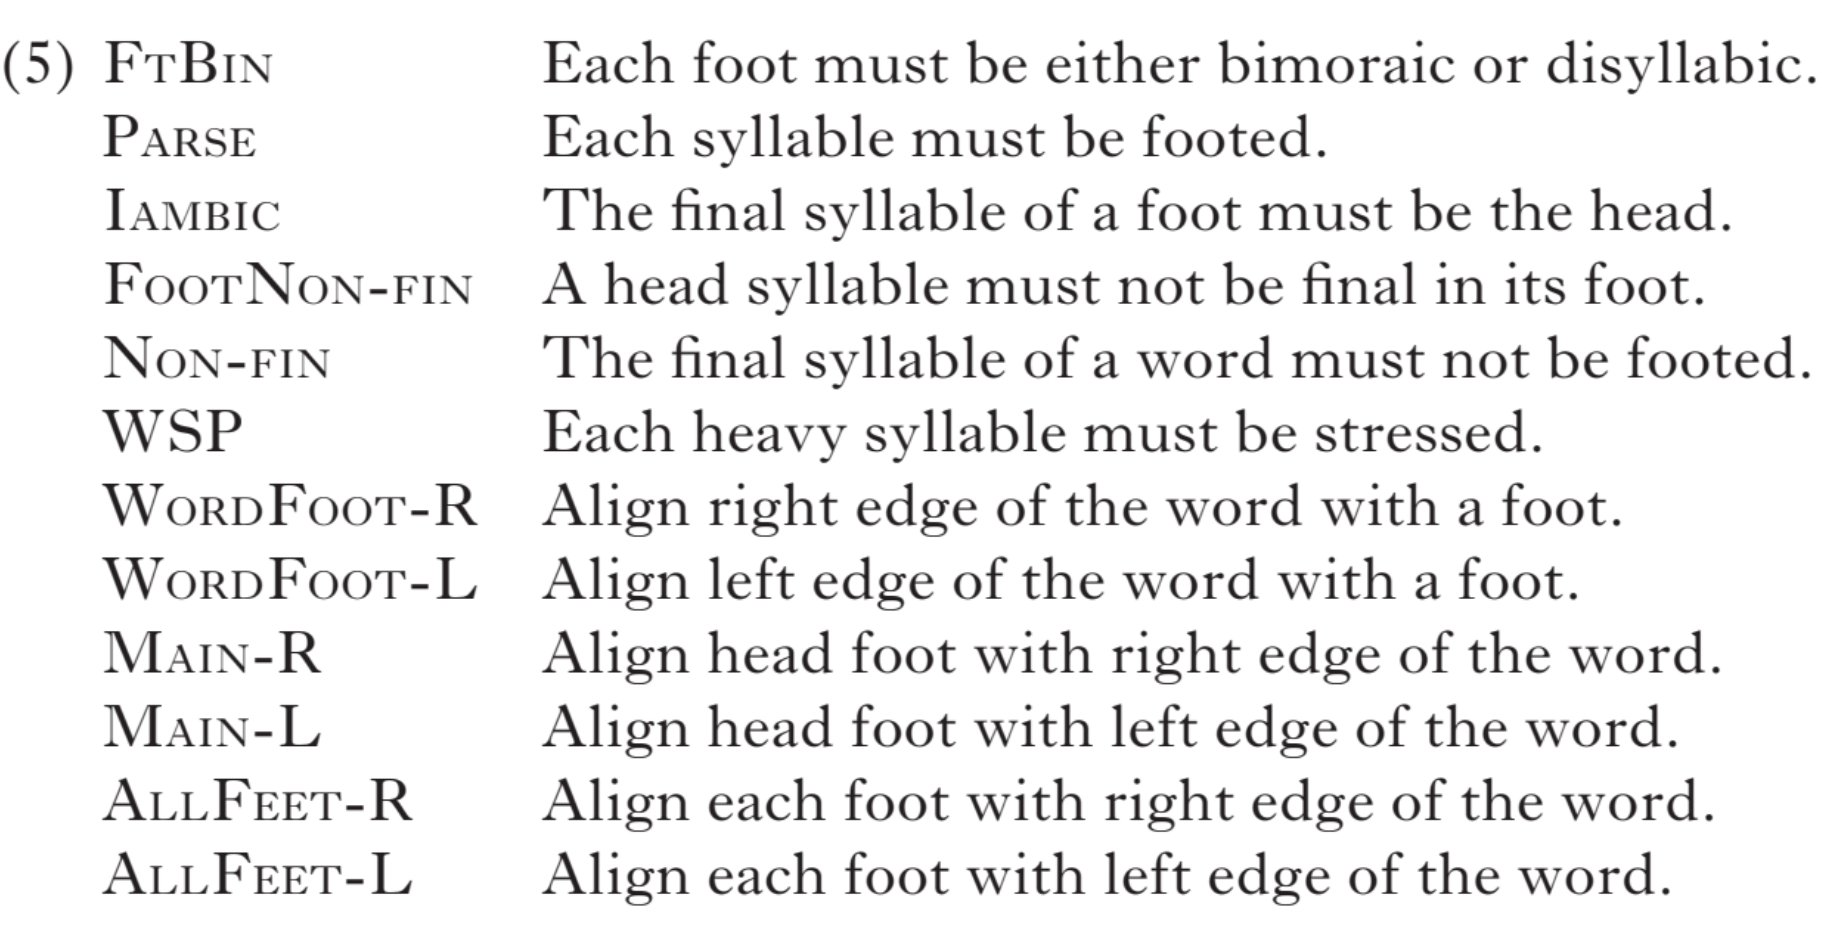 (5) FTBIN Each foot must be either bimoraic or disyllabic.
PARSE Each syllable must be footed.
IAMBIC The final syllable of a foot must be the head.
FOOTNON-FIN A head syllable must not be final in its foot.
NON-FIN The final syllable of a word must not be footed.
WSP Each heavy syllable must be stressed.
WORDFOOT-R Align right edge of the word with a foot.
WORDFOOT-L Align left edge of the word with a foot.
MAIN-R Align head foot with right edge of the word.
MAIN-L Align head foot with left edge of the word.
ALLFEET-R Align each foot with right edge of the word.
ALLFEET-L Align each foot with left edge of the word.